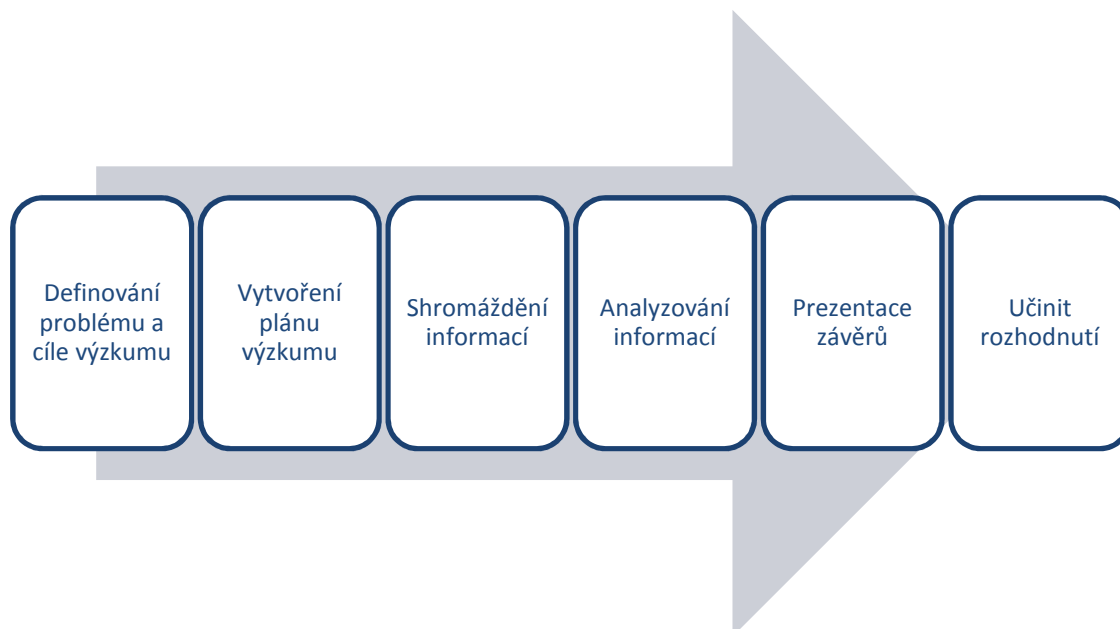 Definování
problému a
cíle výzkumu
Vytvoření
plánu
výzkumu
Shromáždění
informací
Analyzování
informací
Prezentace
závěrů
Učinit
rozhodnutí